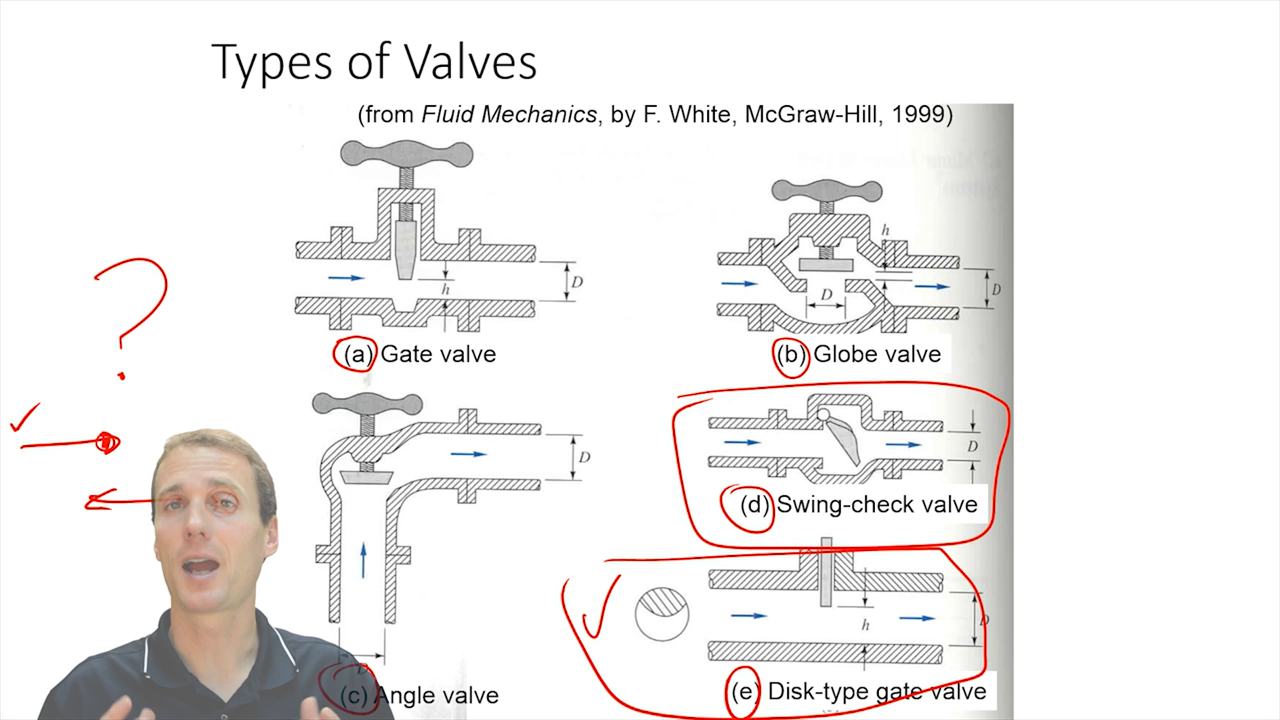 Types of Valves
(from Fluid Mechanics, by F. White, McGraw-Hill, 1999)
D
h
(a) Gate valve
h
D
D
(b) Globe valve
D
(c) Angle valve
D
(d) Swing-check valve
h
D
(e) Disk-type gate valve
?